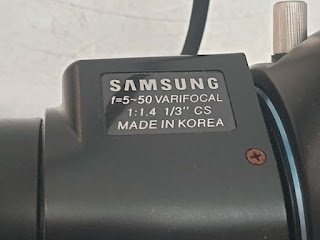 SAMSUNG
f=5~50 VARIFOCAL
1:1.4 1/3" CS
MADE IN KOREA